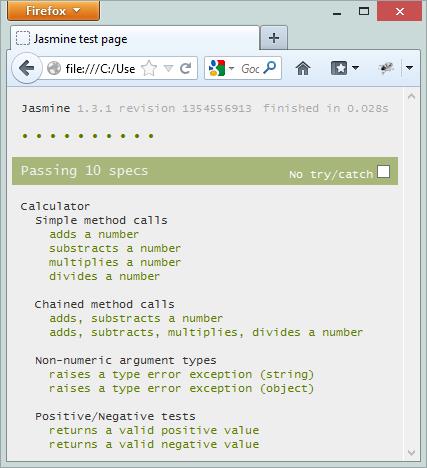 Firefox
Jasmine test page
file:///C:/Use
Goo
Jasmine 1.3.1 revision 1354556913 finished in 0.028s
Passing 10 specs
No try/catch
Calculator
Simple method calls
adds a number
substracts a number
multiplies a number
divides a number
Chained method calls
adds, substracts a number
adds, subtracts, multiplies, divides a number
Non-numeric argument types
raises a type error exception (string)
raises a type error exception (object)
Positive/Negative tests
returns a valid positive value
returns a valid negative value